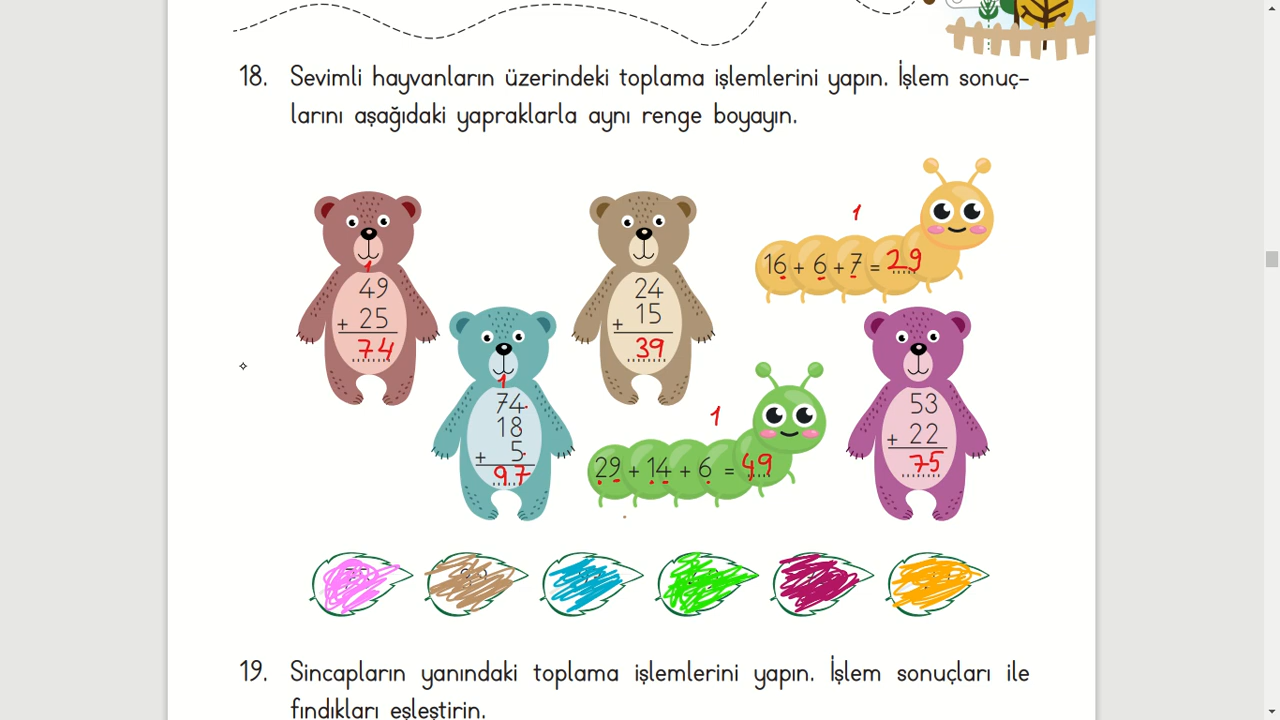 18. Sevimli hayvanların üzerindeki toplama işlemlerini yapın. İşlem sonuç-
larını aşağıdaki yapraklarla aynı renge boyayın.
1
49
+ 25
74
24
+ 15
39
1
16 + 6 + 7 = 29
1
74
18
+ 5
97
1
29 + 14 + 6 = 49
53
+ 22
75
19. Sincapların yanındaki toplama işlemlerini yapın. İşlem sonuçları ile
fındıkları eşleştirin.